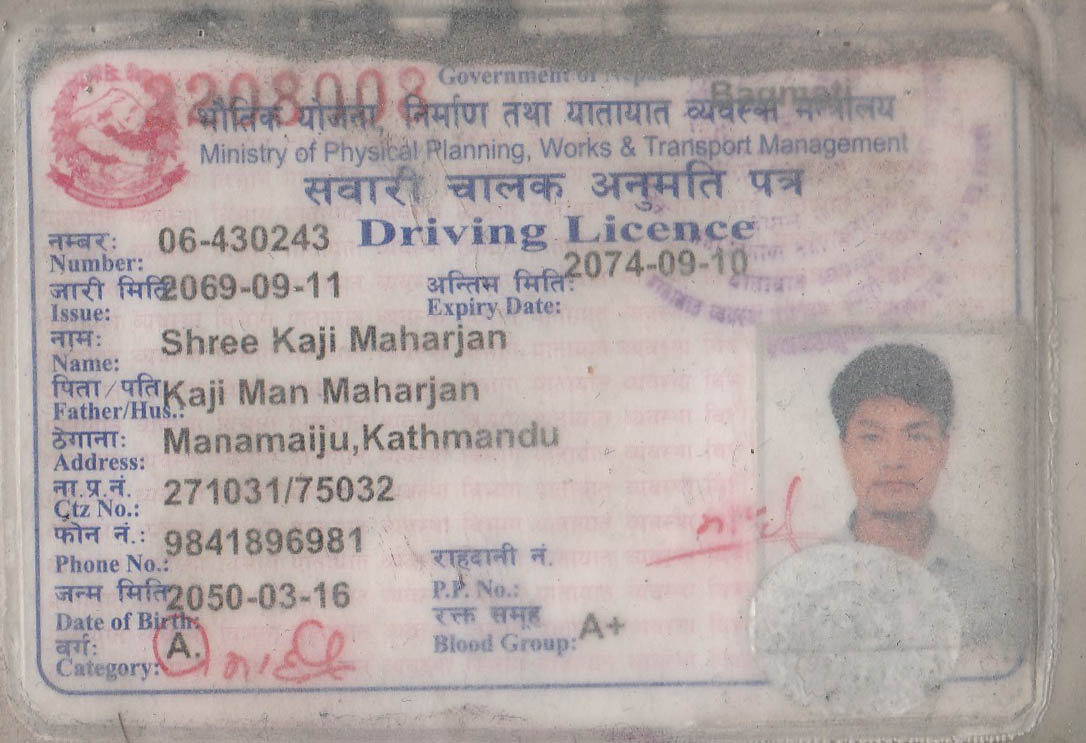 2208008
Government of Nepal
Bagmati
भौतिक योजना, निर्माण तथा यातायात व्यवस्था मन्त्रालय
Ministry of Physical Planning, Works & Transport Management
सवारी चालक अनुमति पत्र
Driving Licence
नम्बर: 06-430243
Number:
जारी मिति 2069-09-11 अन्तिम मिति: 2074-09-10
Issue: Expiry Date:
नाम: Shree Kaji Maharjan
Name:
पिता/पति Kaji Man Maharjan
Father/Hus.:
ठेगाना: Manamaiju,Kathmandu
Address:
ना.प्र.नं. 271031/75032
Ctz No.:
फोन नं.: 9841896981 राहदानी नं.
Phone No.: P.P. No.:
जन्म मिति 2050-03-16 रक्त समूह
Date of Birth: Blood Group: A+
वर्ग: A.
Category: